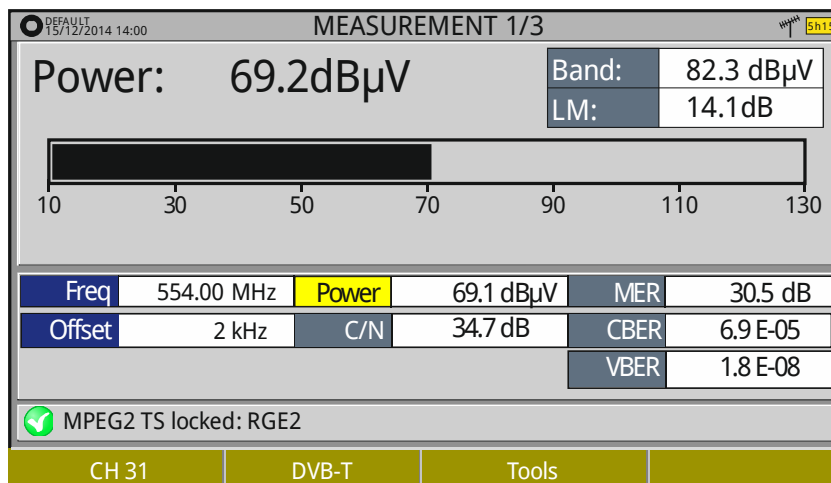 DEFAULT
15/12/2014 14:00 MEASUREMENT 1/3 5h15
Power: 69.2dBµV
Band: 82.3 dBµV
LM: 14.1dB
10 30 50 70 90 110 130
Freq 554.00 MHz Power 69.1 dBµV MER 30.5 dB
Offset 2 kHz C/N 34.7 dB CBER 6.9 E-05
VBER 1.8 E-08
MPEG2 TS locked: RGE2
CH 31 DVB-T Tools